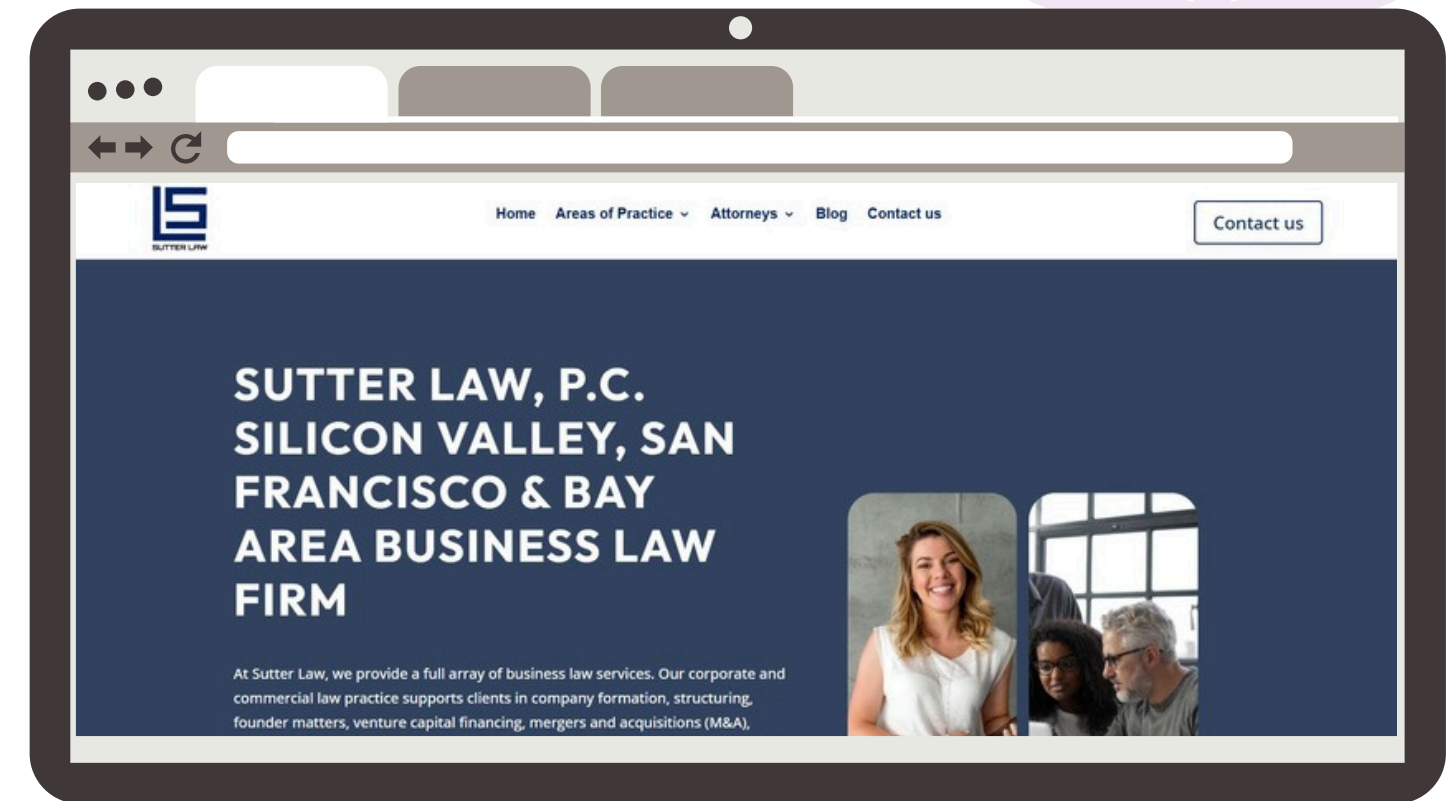 SUTTER LAW
Home Areas of Practice Attorneys Blog Contact us
Contact us
SUTTER LAW, P.C.
SILICON VALLEY, SAN
FRANCISCO & BAY
AREA BUSINESS LAW
FIRM
At Sutter Law, we provide a full array of business law services. Our corporate and
commercial law practice supports clients in company formation, structuring,
founder matters, venture capital financing, mergers and acquisitions (M&A),